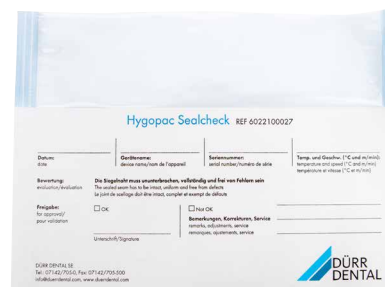 Hygopac Sealcheck REF 6022100027
Datum:
date
Gerätename:
device name/nom de l'appareil
Seriennummer:
serial number/numéro de série
Temp. und Geschw. (°C und m/min):
temperature and speed (°C and m/min)
température et vitesse (°C et m/min)
Bewertung:
evaluation/évaluation
Die Siegelnaht muss ununterbrochen, vollständig und frei von Fehlern sein
The sealed seam has to be intact, uniform and free from defects
Le joint de scellage doit être intact, complet et exempt de défauts
Freigabe:
for approval/
pour validation
OK
Unterschrift/Signature
Not OK
Bemerkungen, Korrekturen, Service
remarks, adjustments, service
remarques, ajustements, service
DÜRR DENTAL SE
Tel.: 07142/705-0, Fax: 07142/705-500
info@duerrdental.com, www.duerrdental.com
DÜRR
DENTAL